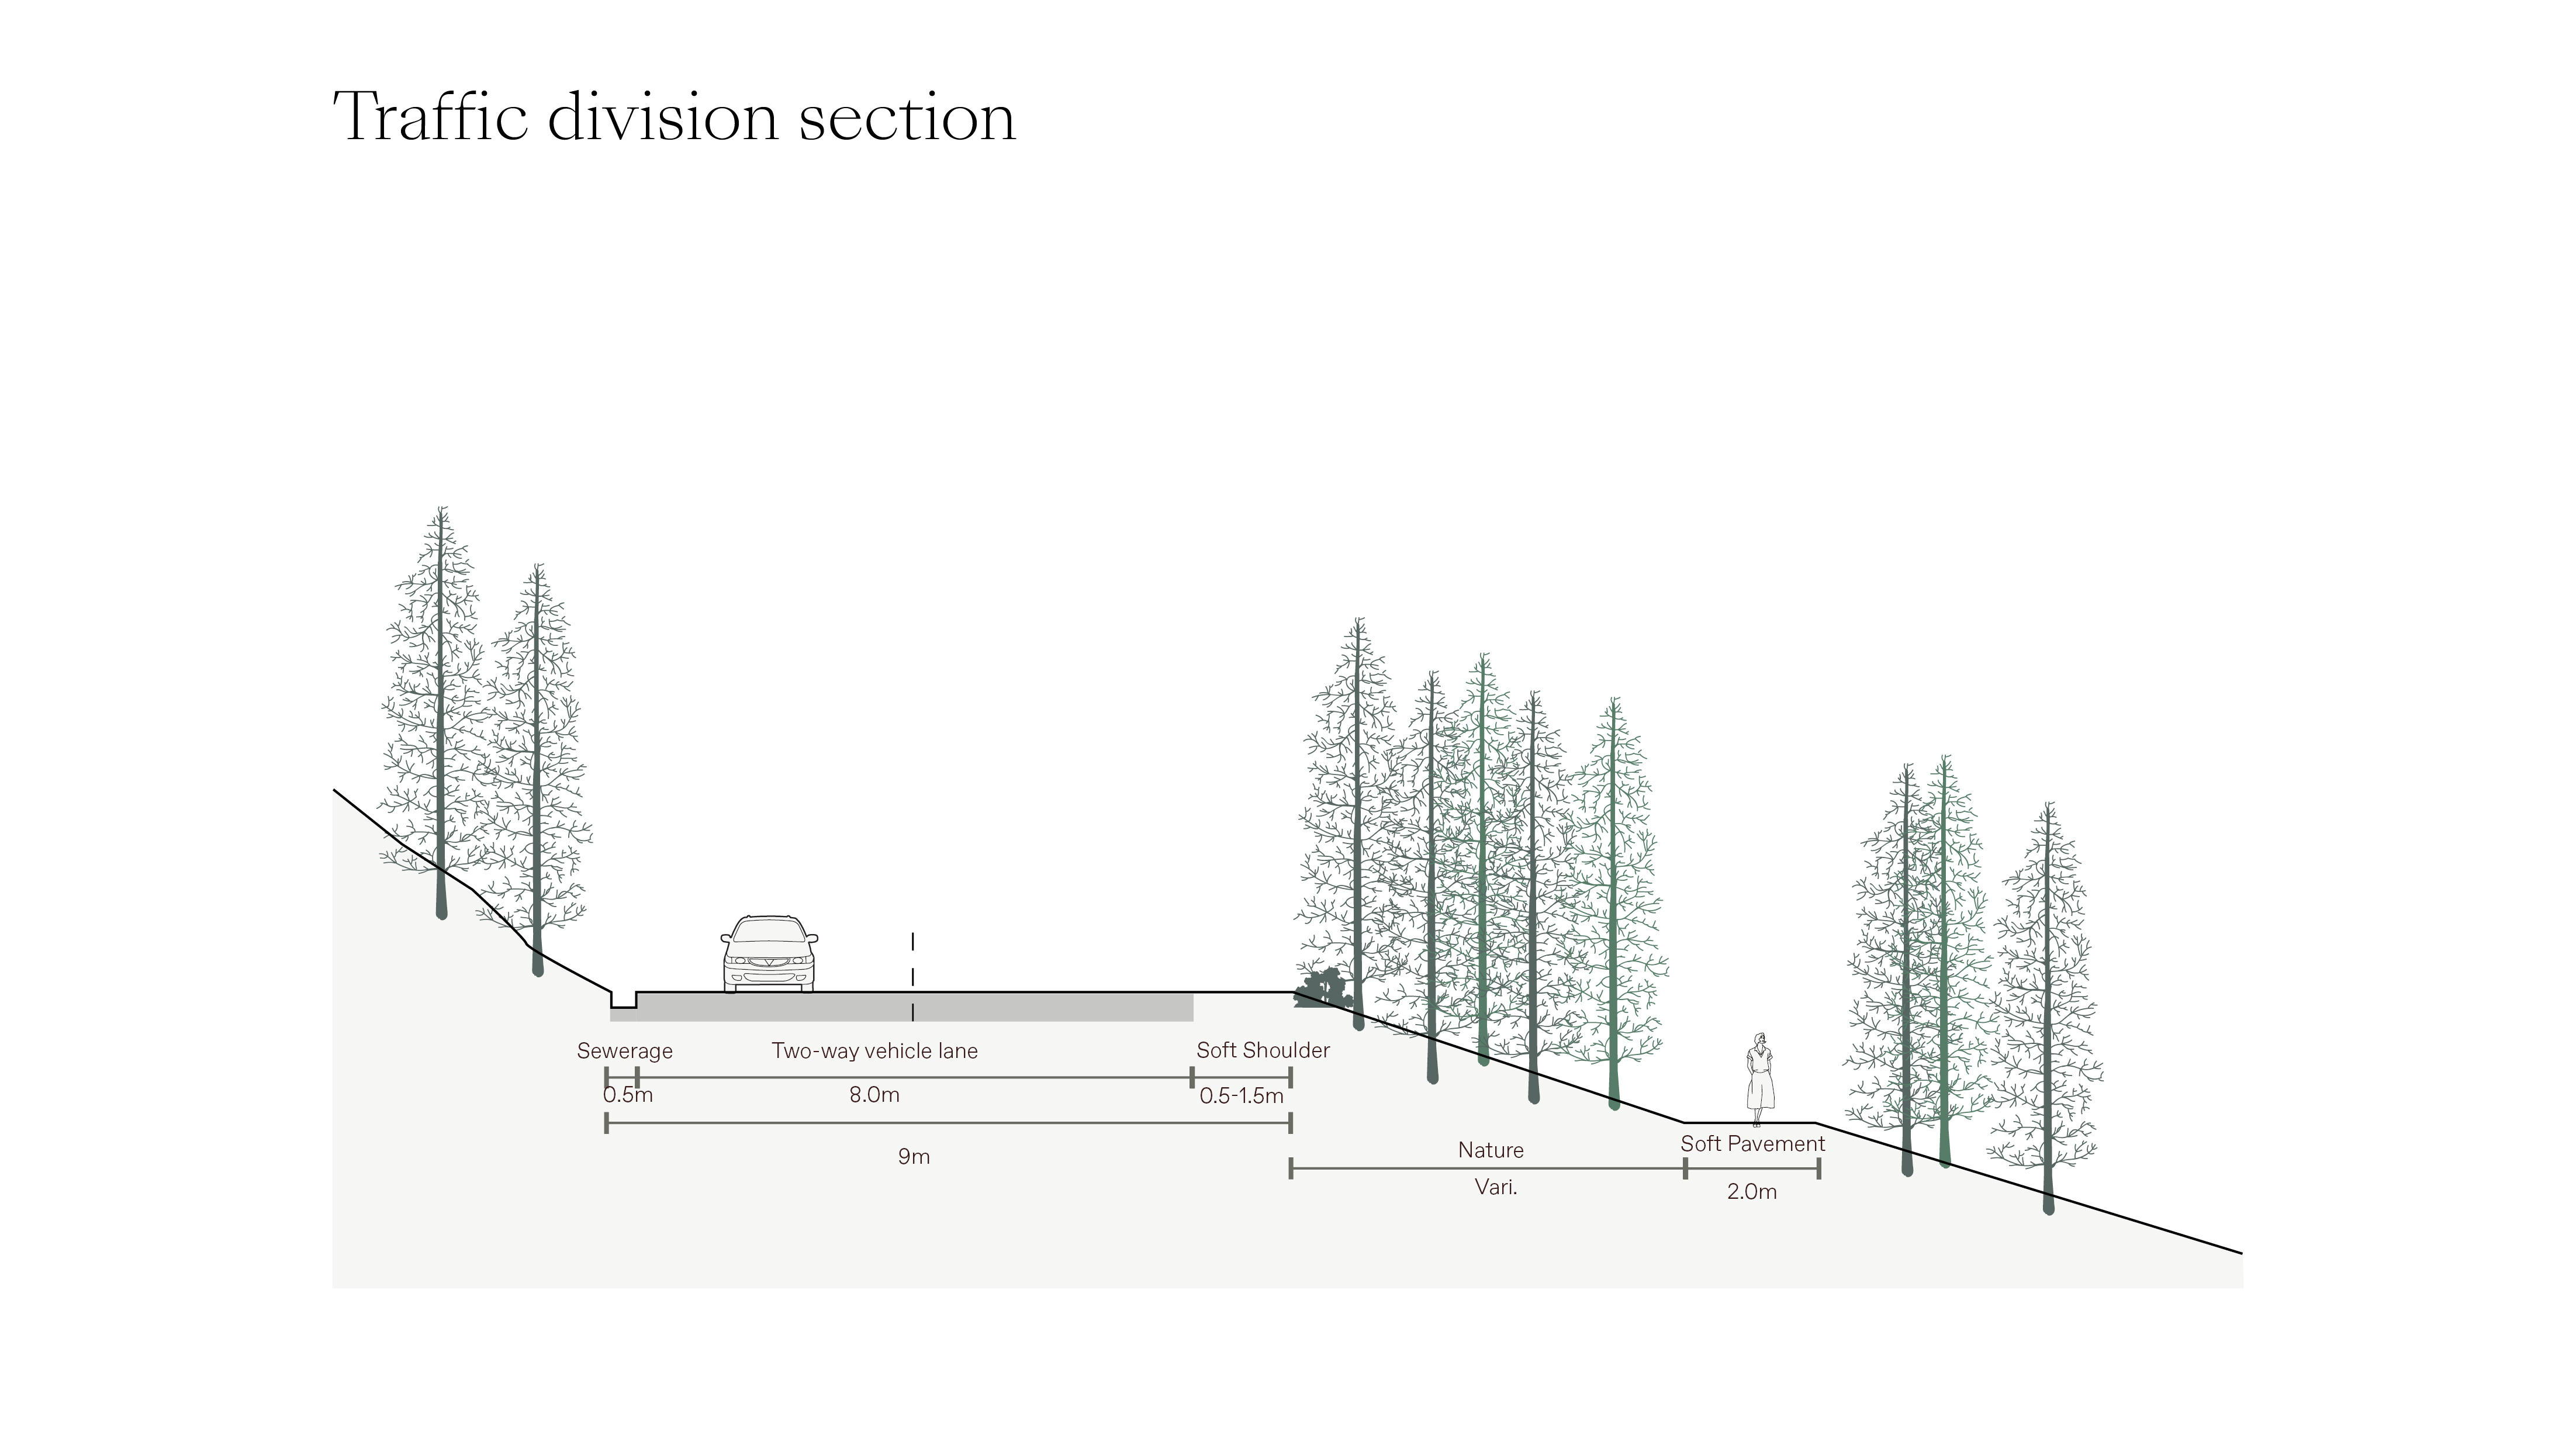 Traffic division section
Sewerage
Two-way vehicle lane
Soft Shoulder
0.5m
8.0m
0.5-1.5m
9m
Nature
Soft Pavement
Vari.
2.0m